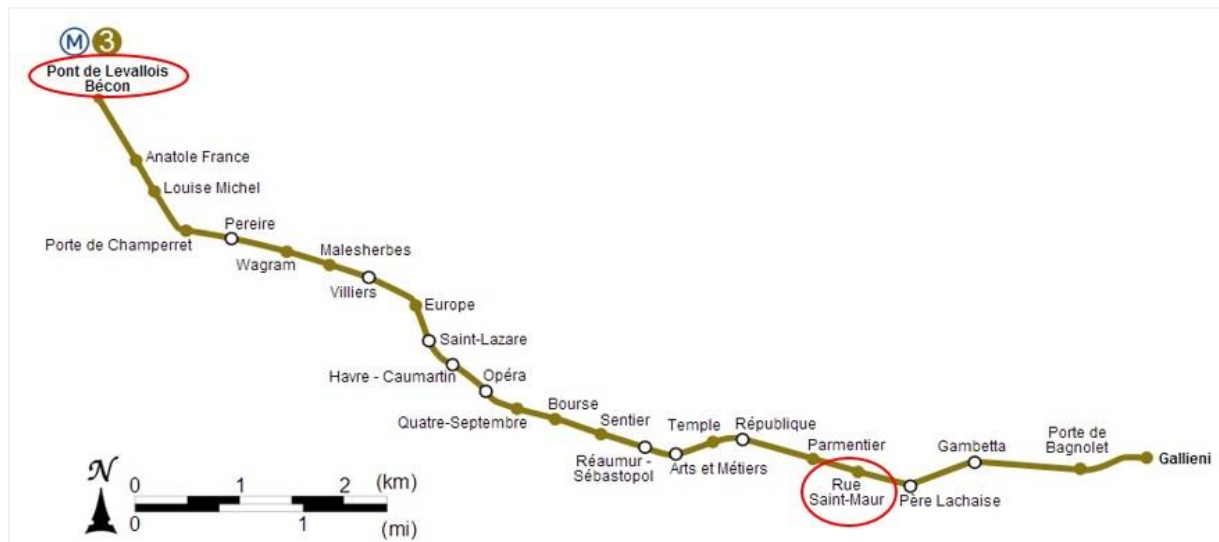 M 3
Pont de Levallois
Bécon
Anatole France
Louise Michel
Pereire
Porte de Champerret
Wagram
Malesherbes
Villiers
Europe
Saint-Lazare
Havre - Caumartin
Opéra
Quatre-Septembre
Bourse
Sentier
Réaumur -
Sébastopol
Arts et Métiers
Temple
République
Parmentier
Rue
Saint-Maur
Père Lachaise
Gambetta
Porte de
Bagnolet
Gallieni
N
0 1 2 (km)
0 1 (mi)